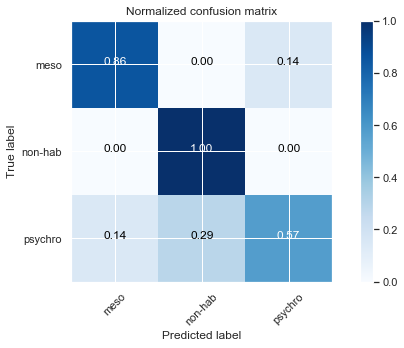 Normalized confusion matrix
True label
meso
0.86 0.00 0.14
non-hab
0.00 1.00 0.00
psychro
0.14 0.29 0.57
meso
non-hab
psychro
Predicted label
1.0
0.8
0.6
0.4
0.2
0.0